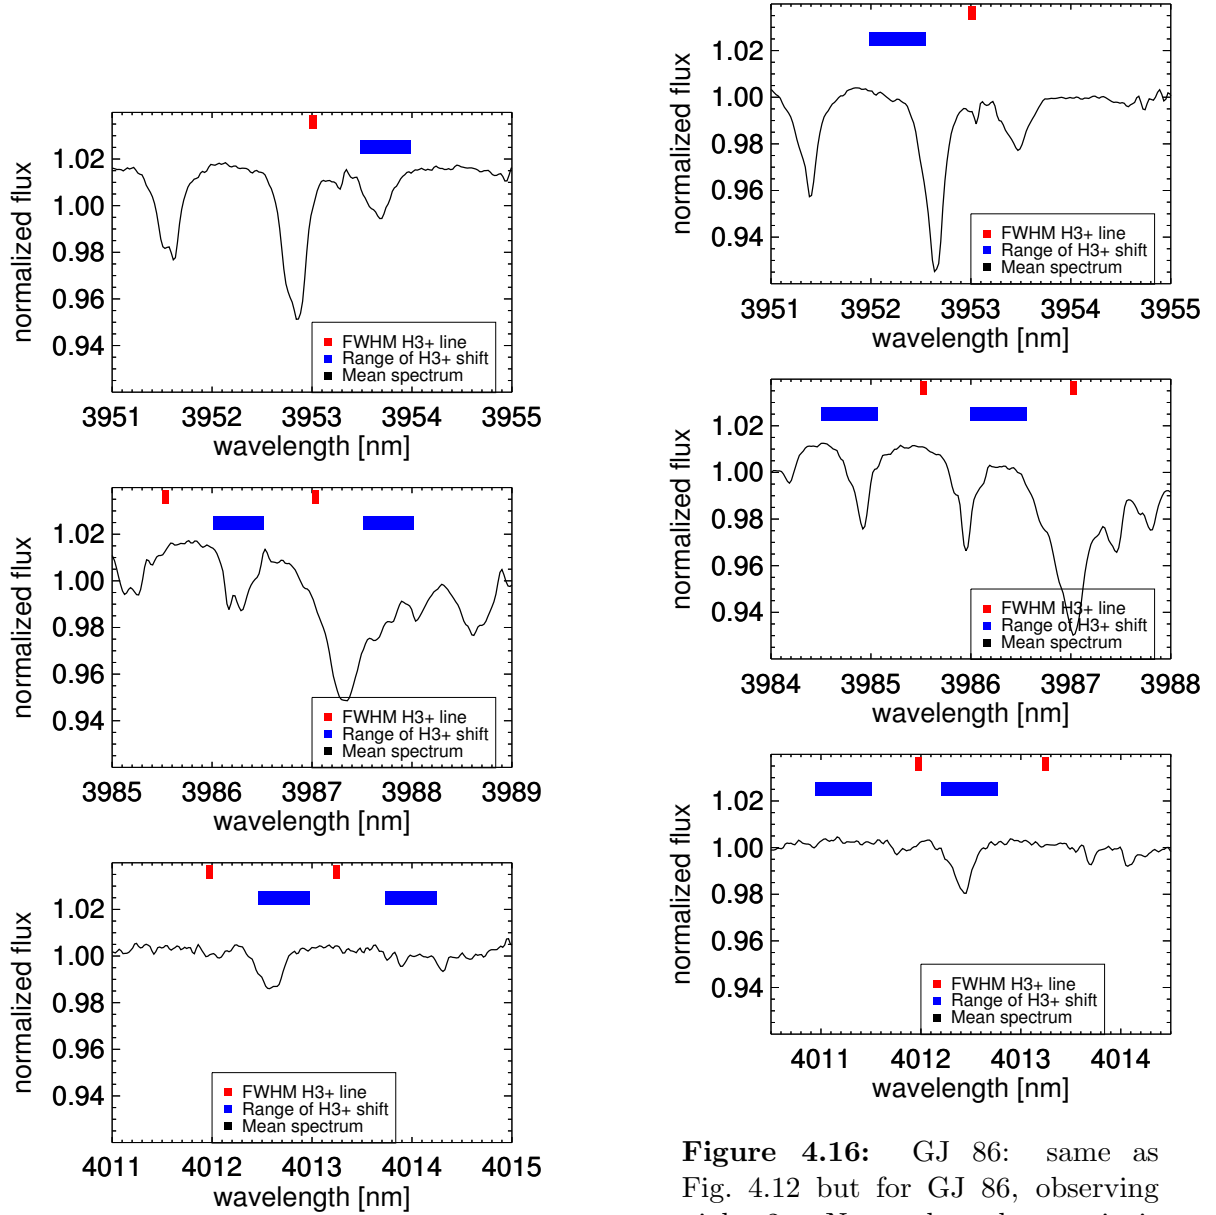 normalized flux
1.02
1.00
0.98
0.96
0.94
FWHM H3+ line
Range of H3+ shift
Mean spectrum
3951 3952 3953 3954 3955
wavelength [nm]
normalized flux
1.02
1.00
0.98
0.96
0.94
FWHM H3+ line
Range of H3+ shift
Mean spectrum
3985 3986 3987 3988 3989
wavelength [nm]
normalized flux
1.02
1.00
0.98
0.96
0.94
FWHM H3+ line
Range of H3+ shift
Mean spectrum
4011 4012 4013 4014 4015
wavelength [nm]
normalized flux
1.02
1.00
0.98
0.96
0.94
FWHM H3+ line
Range of H3+ shift
Mean spectrum
3951 3952 3953 3954 3955
wavelength [nm]
normalized flux
1.02
1.00
0.98
0.96
0.94
FWHM H3+ line
Range of H3+ shift
Mean spectrum
3984 3985 3986 3987 3988
wavelength [nm]
normalized flux
1.02
1.00
0.98
0.96
0.94
FWHM H3+ line
Range of H3+ shift
Mean spectrum
4011 4012 4013 4014
wavelength [nm]
Figure 4.16: GJ 86: same as
Fig. 4.12 but for GJ 86, observing